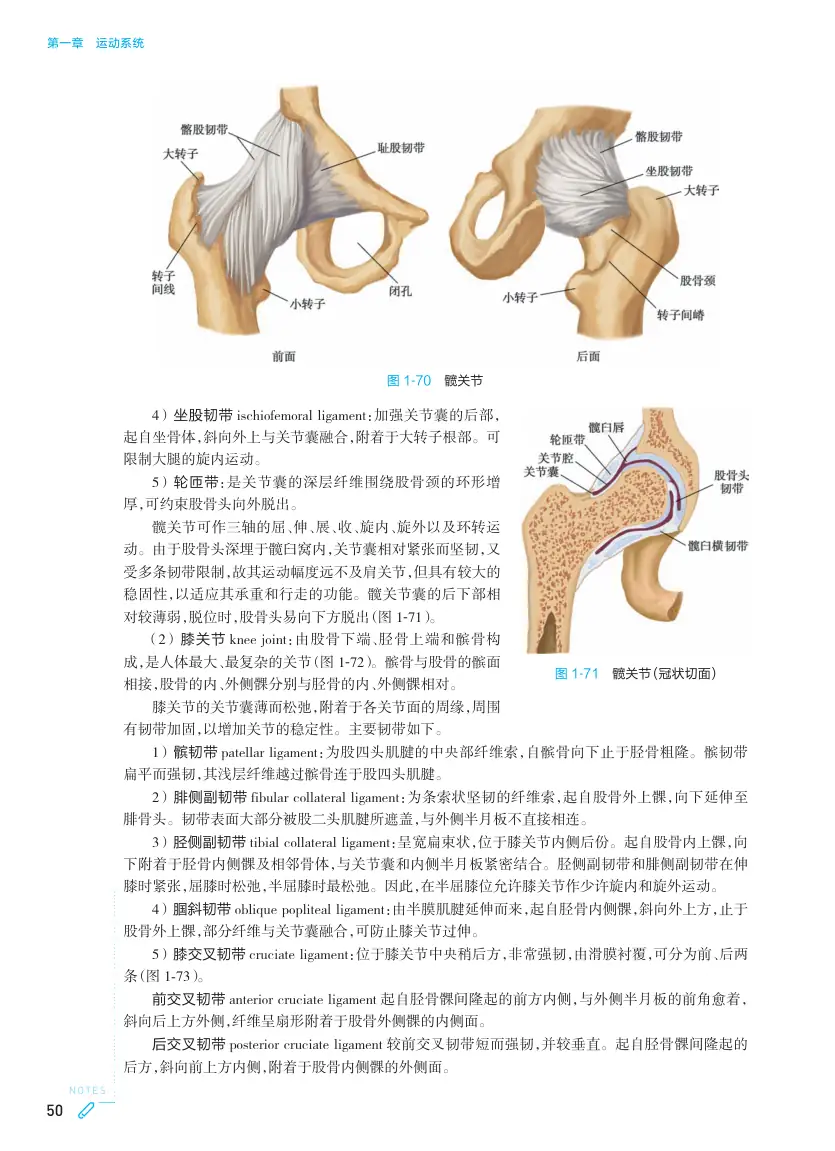 第一章 运动系统
髂股韧带
大转子
耻股韧带
转子
间线
小转子
闭孔
前面
髂股韧带
坐股韧带
大转子
股骨颈
小转子
转子间嵴
后面
图 1-70 髋关节
4）坐股韧带 ischiofemoral ligament：加强关节囊的后部，
起自坐骨体，斜向外上与关节囊融合，附着于大转子根部。可
限制大腿的旋内运动。
5）轮匝带：是关节囊的深层纤维围绕股骨颈的环形增
厚，可约束股骨头向外脱出。
髋关节可作三轴的屈、伸、展、收、旋内、旋外以及环转运
动。由于股骨头深埋于髋臼窝内，关节囊相对紧张而坚韧，又
受多条韧带限制，故其运动幅度远不及肩关节，但具有较大的
稳固性，以适应其承重和行走的功能。髋关节囊的后下部相
对较薄弱，脱位时，股骨头易向下方脱出（图 1-71）。
（2）膝关节 knee joint：由股骨下端、胫骨上端和髌骨构
成，是人体最大、最复杂的关节（图 1-72）。髌骨与股骨的髌面
相接，股骨的内、外侧髁分别与胫骨的内、外侧髁相对。
膝关节的关节囊薄而松弛，附着于各关节面的周缘，周围
有韧带加固，以增加关节的稳定性。主要韧带如下。
髋臼唇
轮匝带
关节腔
关节囊
股骨头
韧带
髋臼横韧带
图 1-71 髋关节（冠状切面）
1）髌韧带 patellar ligament：为股四头肌腱的中央部纤维索，自髌骨向下止于胫骨粗隆。髌韧带
扁平而强韧，其浅层纤维越过髌骨连于股四头肌腱。
2）腓侧副韧带 fibular collateral ligament：为条索状坚韧的纤维索，起自股骨外上髁，向下延伸至
腓骨头。韧带表面大部分被股二头肌腱所遮盖，与外侧半月板不直接相连。
3）胫侧副韧带 tibial collateral ligament：呈宽扁束状，位于膝关节内侧后份。起自股骨内上髁，向
下附着于胫骨内侧髁及相邻骨体，与关节囊和内侧半月板紧密结合。胫侧副韧带和腓侧副韧带在伸
膝时紧张，屈膝时松弛，半屈膝时最松弛。因此，在半屈膝位允许膝关节作少许旋内和旋外运动。
4）腘斜韧带 oblique popliteal ligament：由半膜肌腱延伸而来，起自胫骨内侧髁，斜向外上方，止于
股骨外上髁，部分纤维与关节囊融合，可防止膝关节过伸。
5）膝交叉韧带 cruciate ligament：位于膝关节中央稍后方，非常强韧，由滑膜衬覆，可分为前、后两
条（图 1-73）。
前交叉韧带 anterior cruciate ligament 起自胫骨髁间隆起的前方内侧，与外侧半月板的前角愈着，
斜向后上方外侧，纤维呈扇形附着于股骨外侧髁的内侧面。
后交叉韧带 posterior cruciate ligament 较前交叉韧带短而强韧，并较垂直。起自胫骨髁间隆起的
后方，斜向前上方内侧，附着于股骨内侧髁的外侧面。
NOTES
50